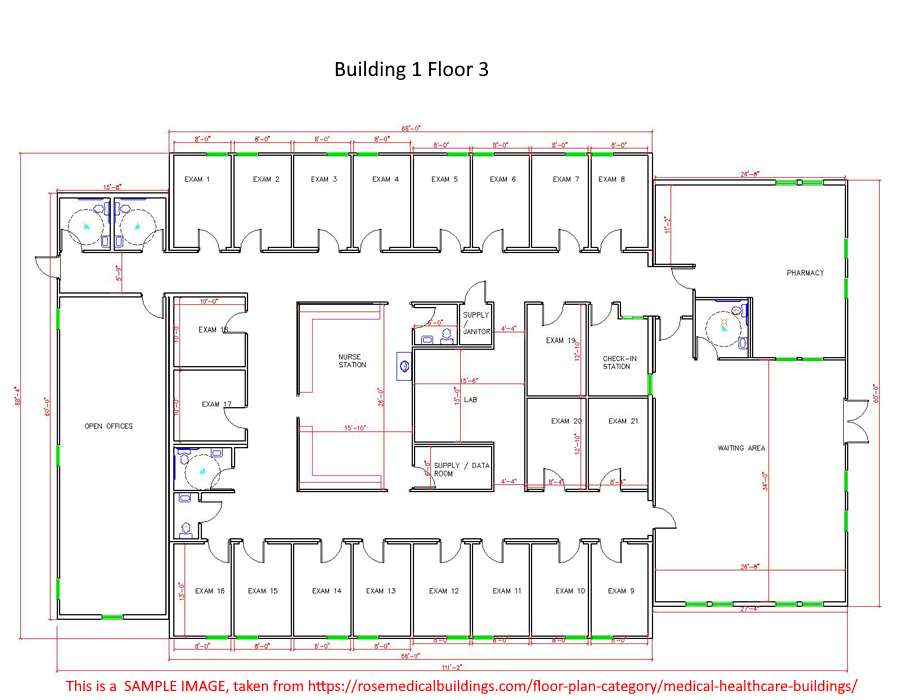 Building 1 Floor 3
68'-0"
8'-0" 8'-0" 8'-0" 8'-0" 8'-0" 8'-0" 8'-0" 8'-0"
26'-8"
15'-8"
EXAM 1 EXAM 2 EXAM 3 EXAM 4 EXAM 5 EXAM 6 EXAM 7 EXAM 8
11'-2"
5'-9"
PHARMACY
10'-0"
SUPPLY
/
JANITOR
4'-4"
EXAM 18
10'-0"
EXAM 19
12'-10"
NURSE
STATION
CHECK-IN
STATION
88'-4"
60'-0"
60'-0"
15'-6"
LAB
13'-0"
26'-0"
EXAM 17
10'-0"
OPEN OFFICES
15'-10"
EXAM 20
EXAM 21
12'-10"
WAITING AREA
SUPPLY / DATA
ROOM
34'-0"
4'-4"
8'-4"
26'-8"
13'-0"
EXAM 16 EXAM 15 EXAM 14 EXAM 13 EXAM 12 EXAM 11 EXAM 10 EXAM 9
27'-4"
8'-0" 8'-0" 8'-0" 8'-0" 8'-0" 8'-0" 8'-0" 8'-0"
111'-2"
This is a SAMPLE IMAGE, taken from https://rosemedicalbuildings.com/floor-plan-category/medical-healthcare-buildings/